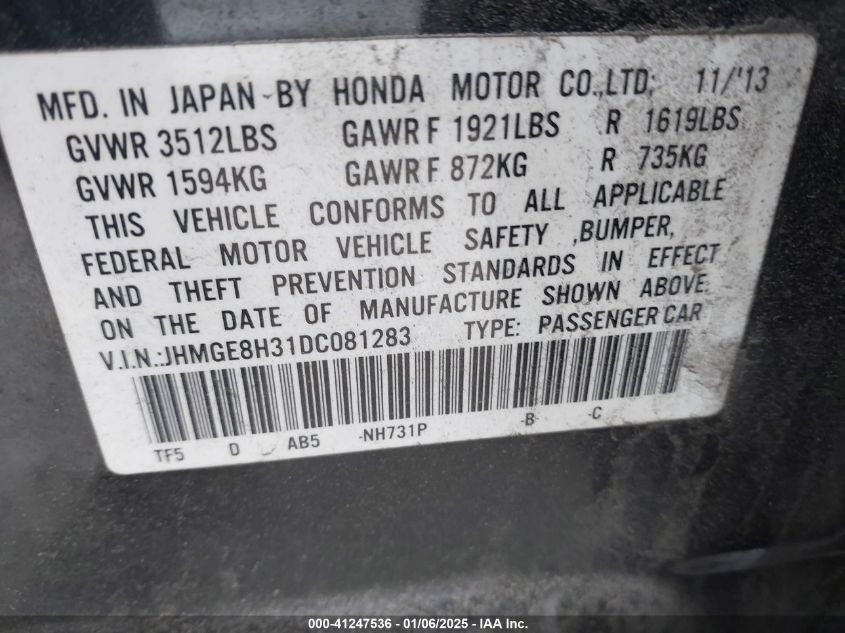 MFD. IN JAPAN BY HONDA MOTOR CO.,LTD. 11/'13
GVWR 3512LBS GAWR F 1921LBS R 1619LBS
GVWR 1594KG GAWR F 872KG R 735KG
THIS VEHICLE CONFORMS TO ALL APPLICABLE
FEDERAL MOTOR VEHICLE SAFETY ,BUMPER,
AND THEFT PREVENTION STANDARDS IN EFFECT
ON THE DATE OF MANUFACTURE SHOWN ABOVE.
V.I.N.:JHMGE8H31DC081283 TYPE: PASSENGER CAR
TF5 D AB5 -NH731P -B- -C
000-41247536 - 01/06/2025 - IAA Inc.